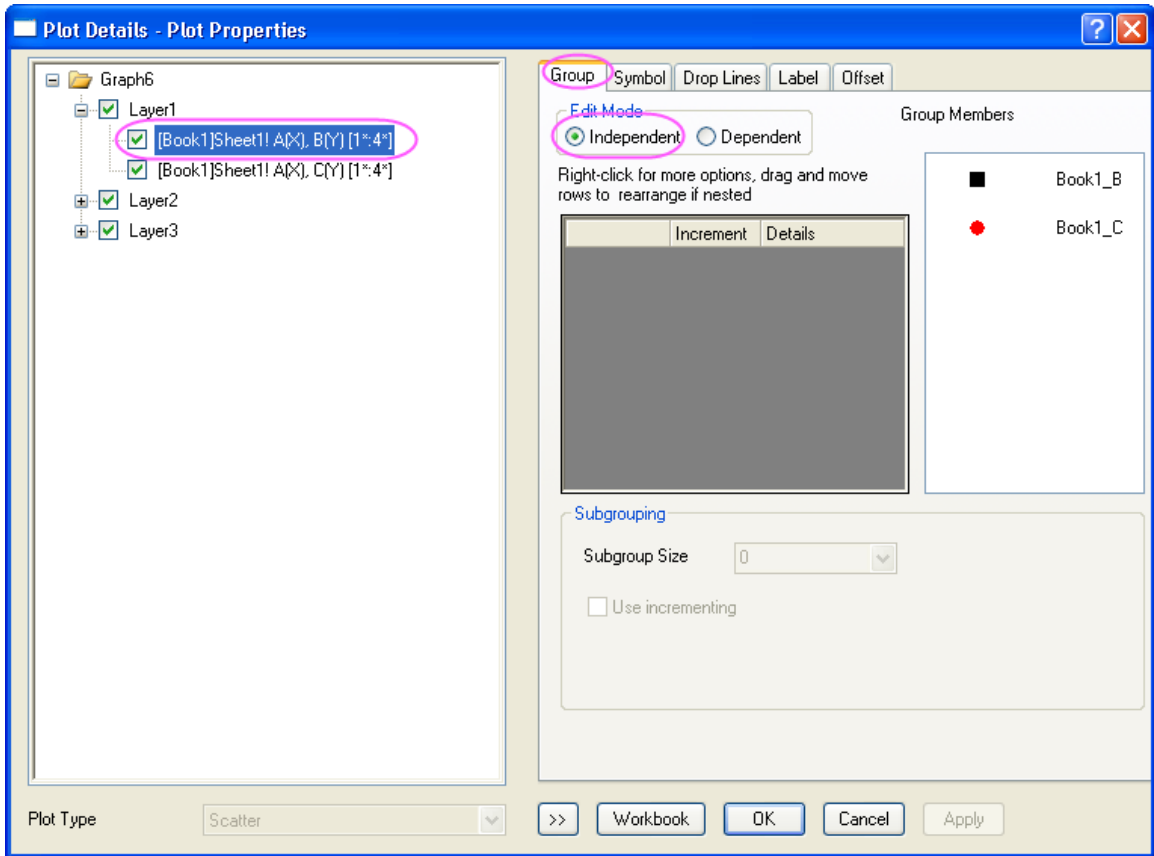 Plot Details - Plot Properties
Graph6
Layer1
[Book1]Sheet1! A(X), B(Y) [1*:4*]
[Book1]Sheet1! A(X), C(Y) [1*:4*]
Layer2
Layer3
Group
Symbol
Drop Lines
Label
Offset
Edit Mode
Independent
Dependent
Group Members
Right-click for more options, drag and move
rows to rearrange if nested
Increment
Details
Book1_B
Book1_C
Subgrouping
Subgroup Size
0
Use incrementing
Plot Type
Scatter
>>
Workbook
OK
Cancel
Apply